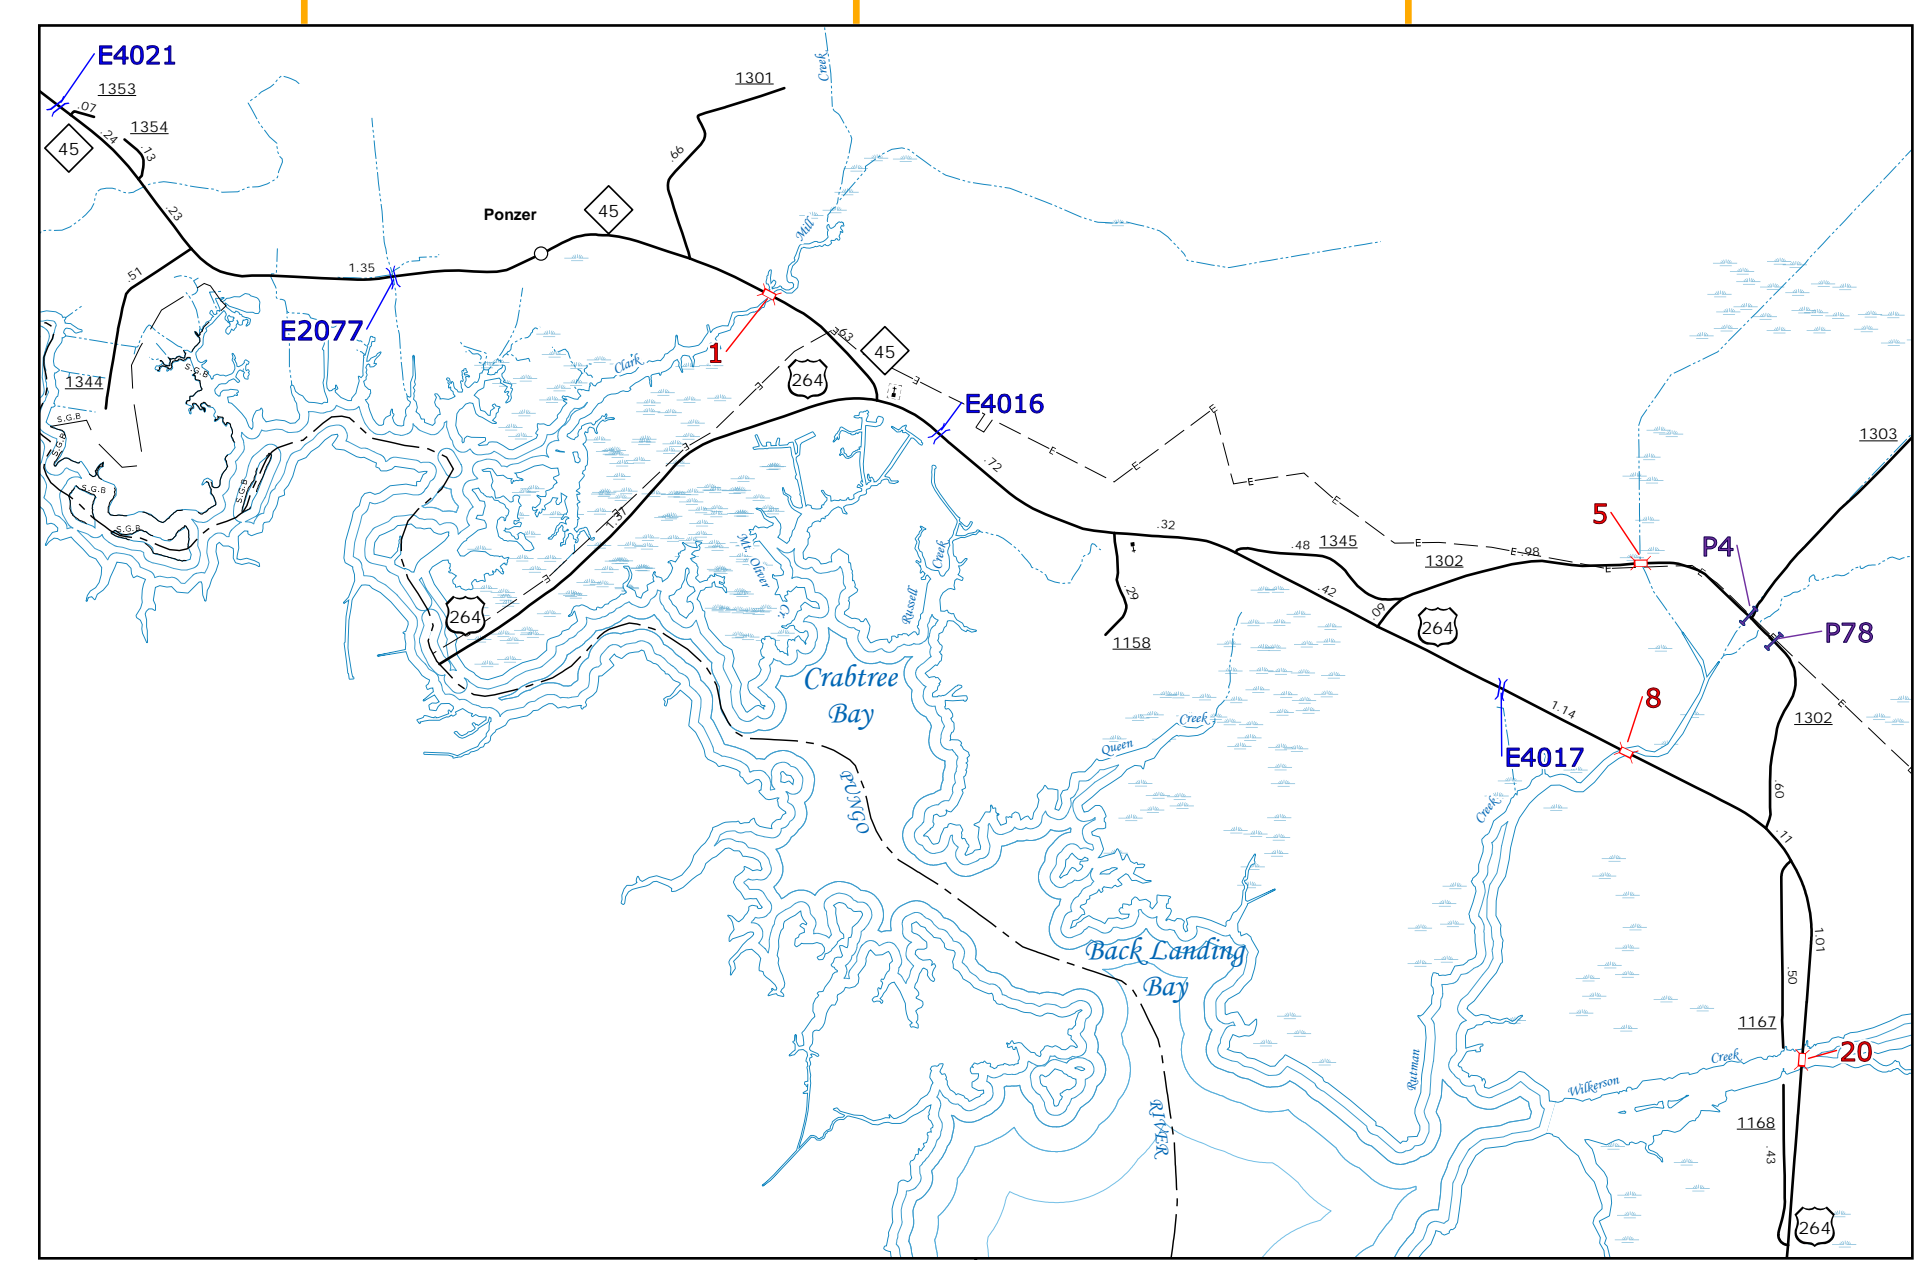 E4021
1353
.07
1354
.24
.13
45
.23
1301
Creek
.66
Ponzer
45
Mill
.51
1.35
E2077
1
.63
E
45
264
E
E
Clark
1344
S.G.B
S.G.B
S.G.B
S.G.B
S.G.B
S.G.B
E4016
E
E
E
E
E
.72
1.37
E
E
E
1303
5
P4
.32
.48
1345
1302
E
E
.98
E
E
Mt.
Oliver
Cr.
Creek
Russell
.29
1158
.42
.09
264
264
E
P78
Crabtree
Bay
8
1.14
E
1302
Creek
Queen
E4017
PUNGO
Creek
.60
.11
Back Landing
Bay
1.01
.50
1167
Creek
20
Rutman
Wilkerson
RIVER
1168
.43
264